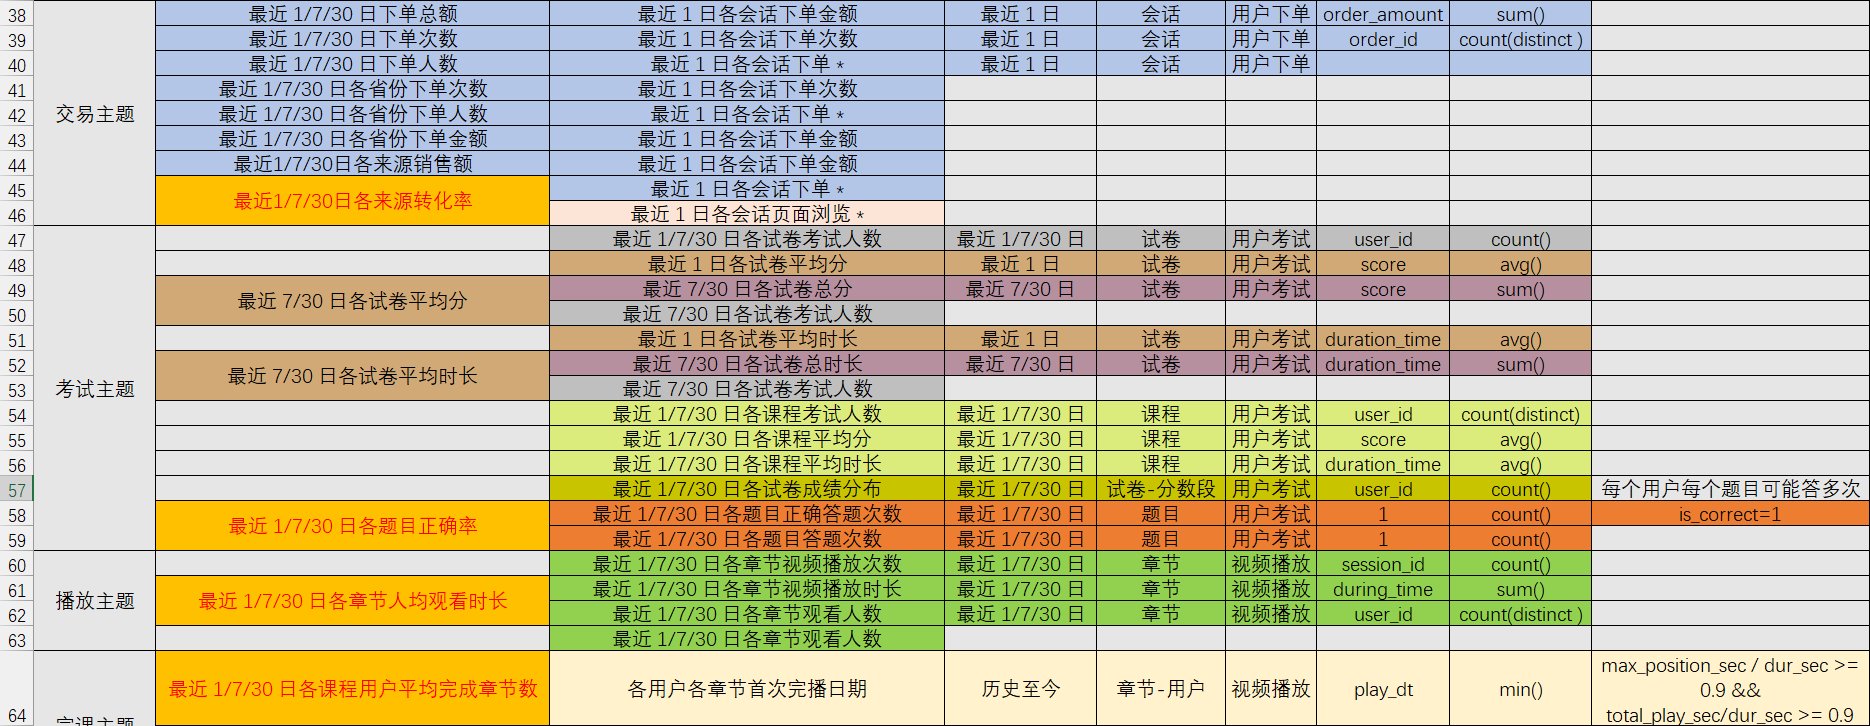 38 最近 1/7/30 日下单总额 最近 1 日各会话下单金额 最近 1 日 会话 用户下单 order_amount sum()
39 最近 1/7/30 日下单次数 最近 1 日各会话下单次数 最近 1 日 会话 用户下单 order_id count(distinct )
40 最近 1/7/30 日下单人数 最近 1 日各会话下单 * 最近 1 日 会话 用户下单
41 最近 1/7/30 日各省份下单次数 最近 1 日各会话下单次数
42 交易主题 最近 1/7/30 日各省份下单人数 最近 1 日各会话下单 *
43 最近 1/7/30 日各省份下单金额 最近 1 日各会话下单金额
44 最近1/7/30日各来源销售额 最近 1 日各会话下单金额
45 最近1/7/30日各来源转化率 最近 1 日各会话下单 *
46 最近 1 日各会话页面浏览 *
47 最近 1/7/30 日各试卷考试人数 最近 1/7/30 日 试卷 用户考试 user_id count()
48 最近 1 日各试卷平均分 最近 1 日 试卷 用户考试 score avg()
49 最近 7/30 日各试卷平均分 最近 7/30 日各试卷总分 最近 7/30 日 试卷 用户考试 score sum()
50 最近 7/30 日各试卷考试人数
51 最近 1 日各试卷平均时长 最近 1 日 试卷 用户考试 duration_time avg()
52 最近 7/30 日各试卷平均时长 最近 7/30 日各试卷总时长 最近 7/30 日 试卷 用户考试 duration_time sum()
53 考试主题 最近 7/30 日各试卷考试人数
54 最近 1/7/30 日各课程考试人数 最近 1/7/30 日 课程 用户考试 user_id count(distinct)
55 最近 1/7/30 日各课程平均分 最近 1/7/30 日 课程 用户考试 score avg()
56 最近 1/7/30 日各课程平均时长 最近 1/7/30 日 课程 用户考试 duration_time avg()
57 最近 1/7/30 日各试卷成绩分布 最近 1/7/30 日 试卷-分数段 用户考试 user_id count() 每个用户每个题目可能答多次
58 最近 1/7/30 日各题目正确率 最近 1/7/30 日各题目正确答题次数 最近 1/7/30 日 题目 用户考试 1 count() is_correct=1
59 最近 1/7/30 日各题目答题次数 最近 1/7/30 日 题目 用户考试 1 count()
60 最近 1/7/30 日各章节视频播放次数 最近 1/7/30 日 章节 视频播放 session_id count()
61 播放主题 最近 1/7/30 日各章节人均观看时长 最近 1/7/30 日各章节视频播放时长 最近 1/7/30 日 章节 视频播放 during_time sum()
62 最近 1/7/30 日各章节观看人数 最近 1/7/30 日 章节 视频播放 user_id count(distinct )
63 最近 1/7/30 日各章节观看人数
64 完课主题 最近 1/7/30 日各课程用户平均完成章节数 各用户各章节首次完播日期 历史至今 章节-用户 视频播放 play_dt min() max_position_sec / dur_sec >=
0.9 &&
total_play_sec/dur_sec >= 0.9